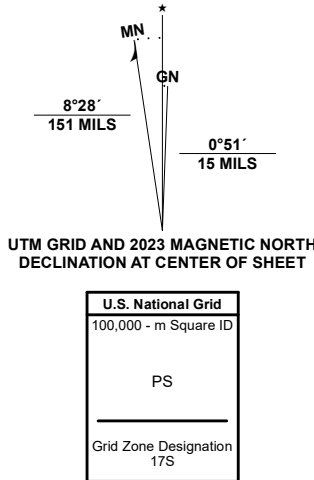 ★
MN
GN
8°28´
151 MILS
0°51´
15 MILS
UTM GRID AND 2023 MAGNETIC NORTH
DECLINATION AT CENTER OF SHEET
U.S. National Grid
100,000 - m Square ID
PS
Grid Zone Designation
17S